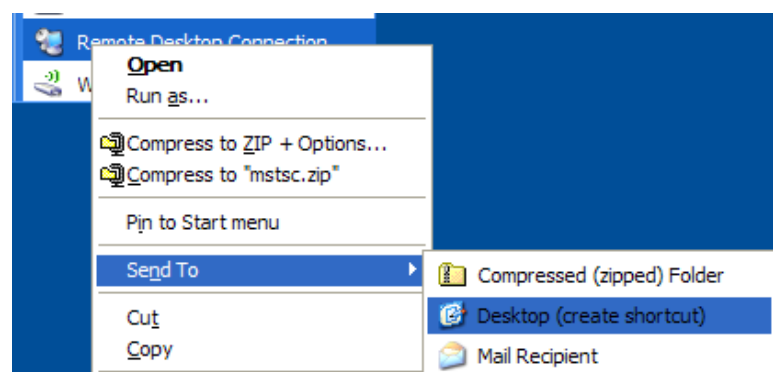 Remote Desktop Connection
W
Open
Run as...
Compress to ZIP + Options...
Compress to "mstsc.zip"
Pin to Start menu
Send To
Compressed (zipped) Folder
Desktop (create shortcut)
Cut
Copy
Mail Recipient